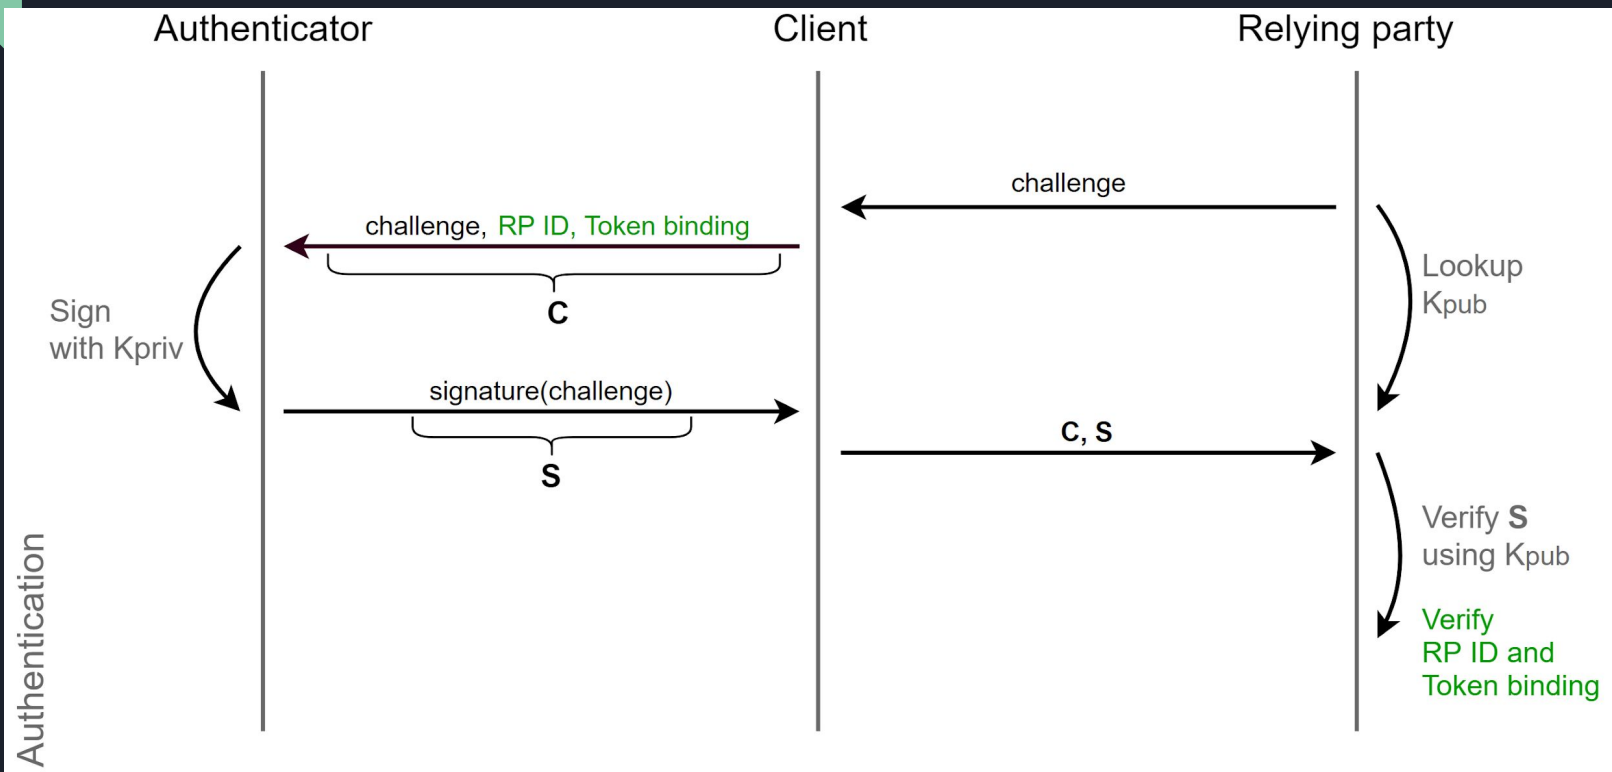 Authenticator
Client
Relying party
challenge
challenge, RP ID, Token binding
C
Lookup
Kpub
Sign
with Kpriv
signature(challenge)
S
C, S
Verify S
using Kpub
Verify
RP ID and
Token binding
Authentication